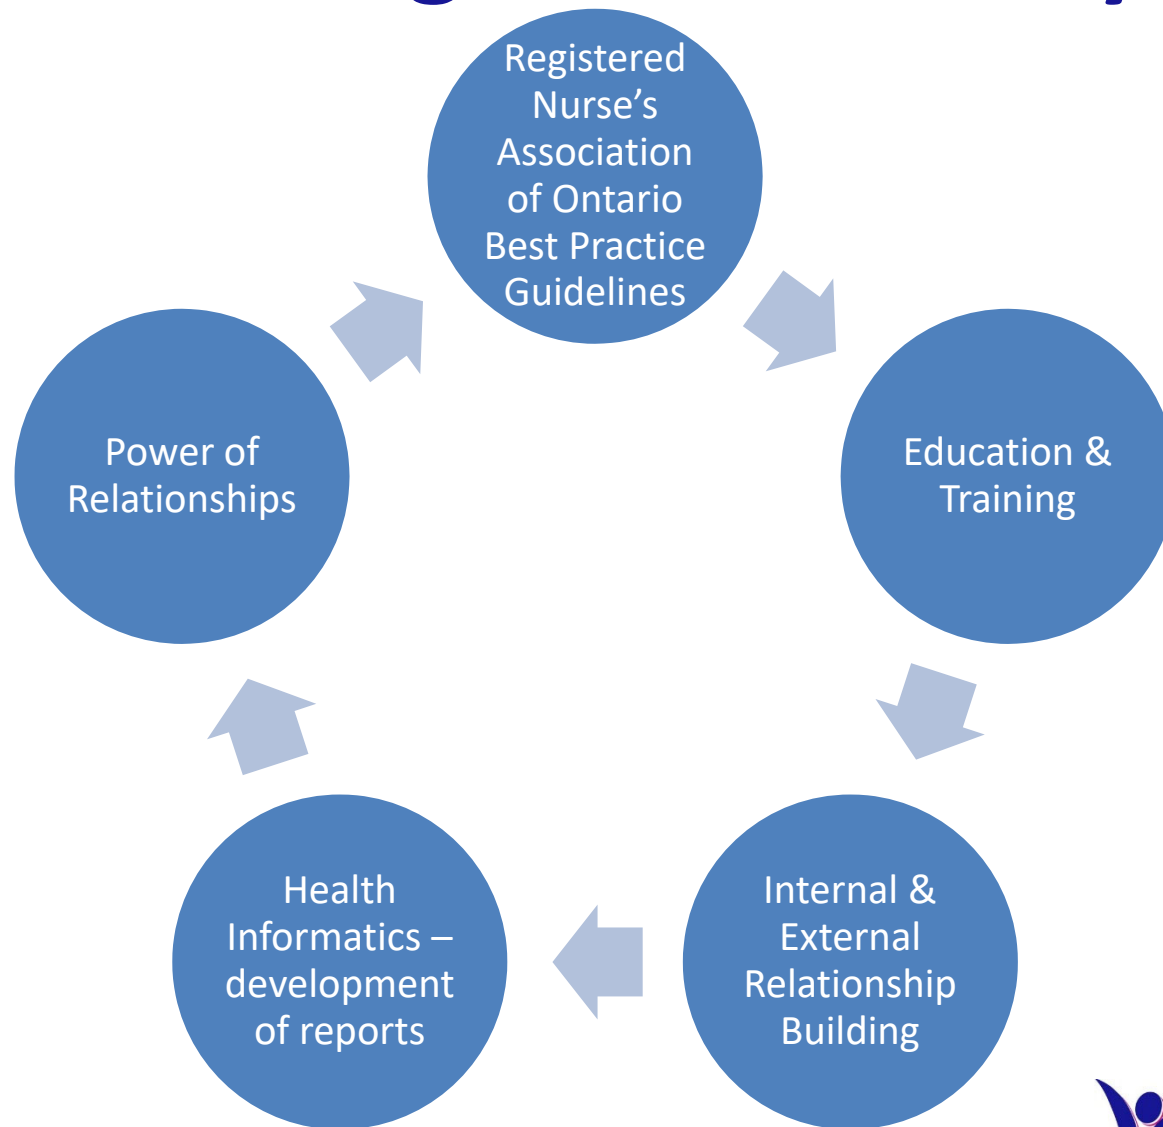 Registered
Nurse’s
Association
of Ontario
Best Practice
Guidelines
Education &
Training
Internal &
External
Relationship
Building
Health
Informatics –
development
of reports
Power of
Relationships